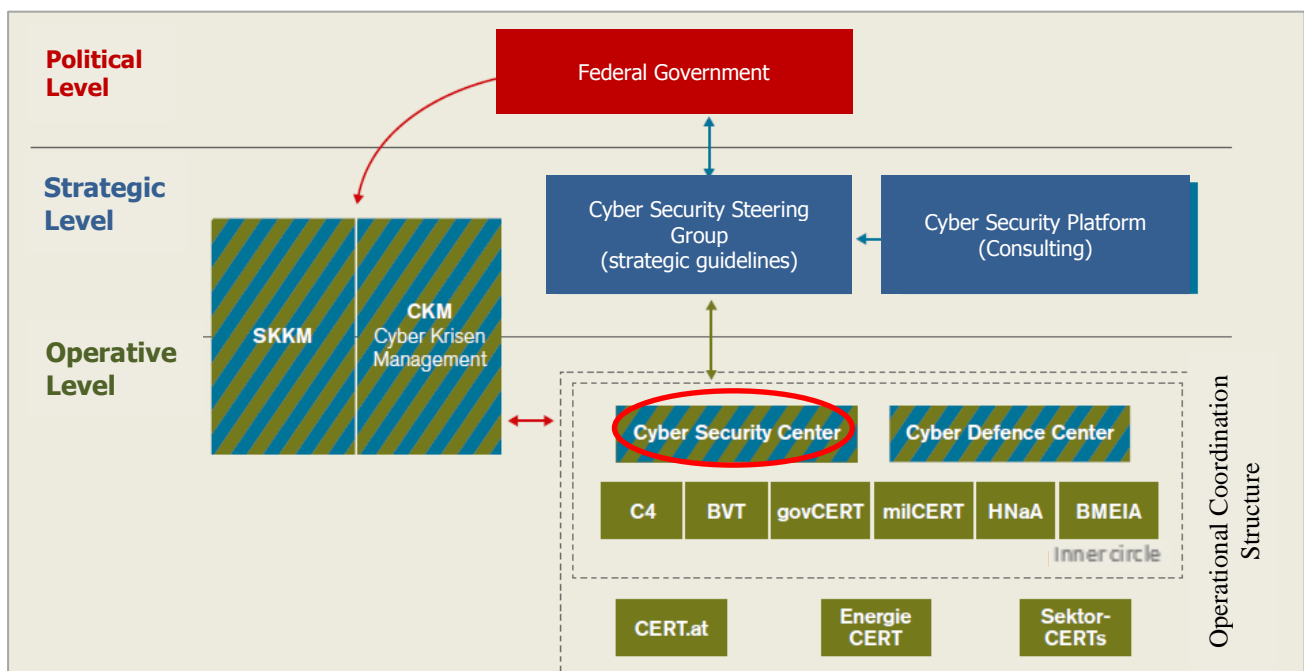 Political
Level
Federal Government
Strategic
Level
Cyber Security Steering
Group
(strategic guidelines)
Cyber Security Platform
(Consulting)
SKKM
CKM
Cyber Krisen
Management
Operative
Level
Cyber Security Center
Cyber Defence Center
C4
BVT
govCERT
milCERT
HNaA
BMEIA
Inner circle
CERT.at
Energie
CERT
Sektor-
CERTs
Operational Coordination
Structure